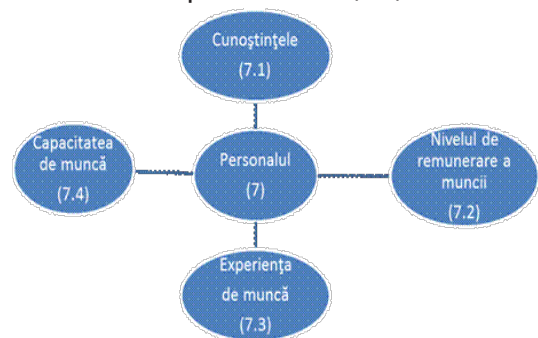 Cunoştinţele
(7.1)
Capacitatea
de muncă
(7.4)
Personalul
(7)
Nivelul de
remunerare a
muncii
(7.2)
Experienţa
de muncă
(7.3)